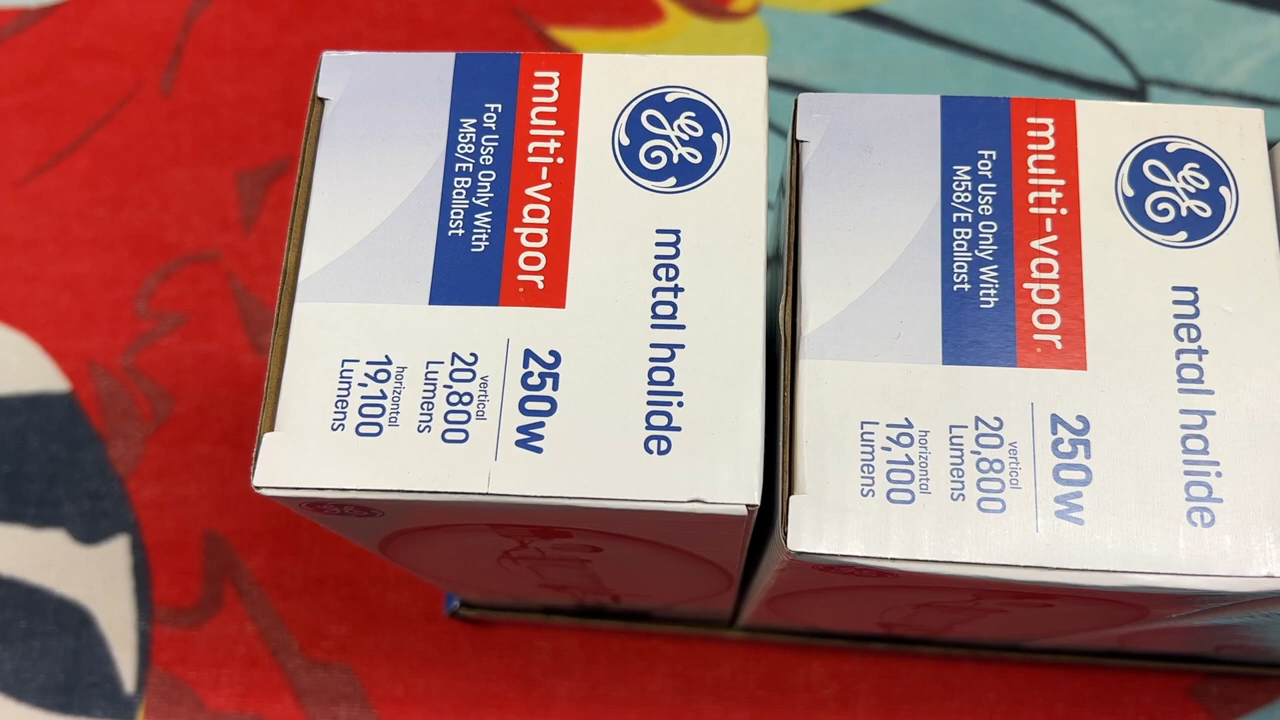 GE
metal halide
multi-vapor.
For Use Only With
M58/E Ballast
250w
vertical
20,800
Lumens
horizontal
19,100
Lumens
GE
metal halide
multi-vapor.
For Use Only With
M58/E Ballast
250w
vertical
20,800
Lumens
horizontal
19,100
Lumens